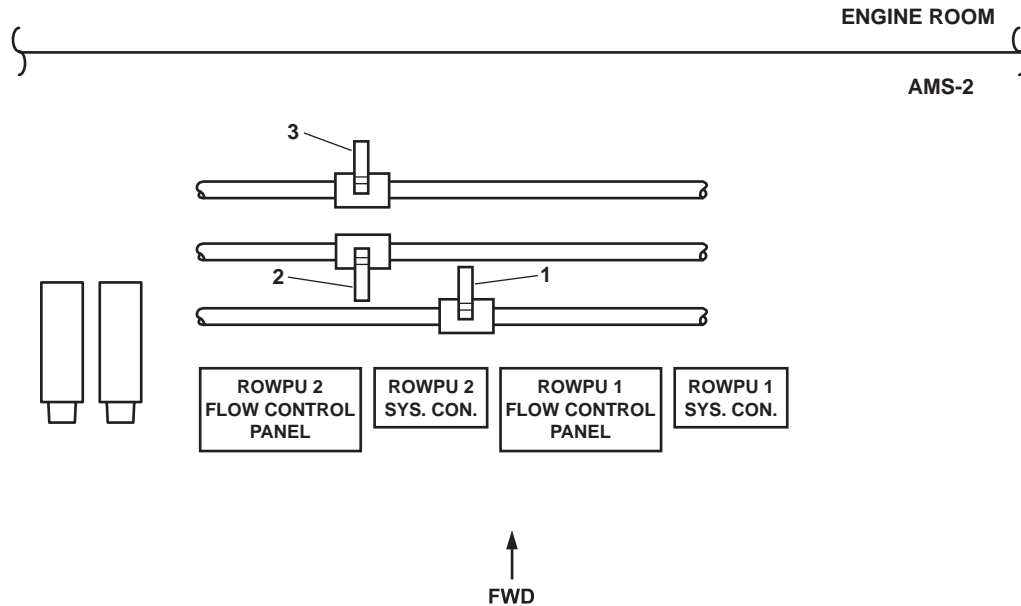 ENGINE ROOM
AMS-2
3
2
1
ROWPU 2
FLOW CONTROL
PANEL
ROWPU 2
SYS. CON.
ROWPU 1
FLOW CONTROL
PANEL
ROWPU 1
SYS. CON.
FWD